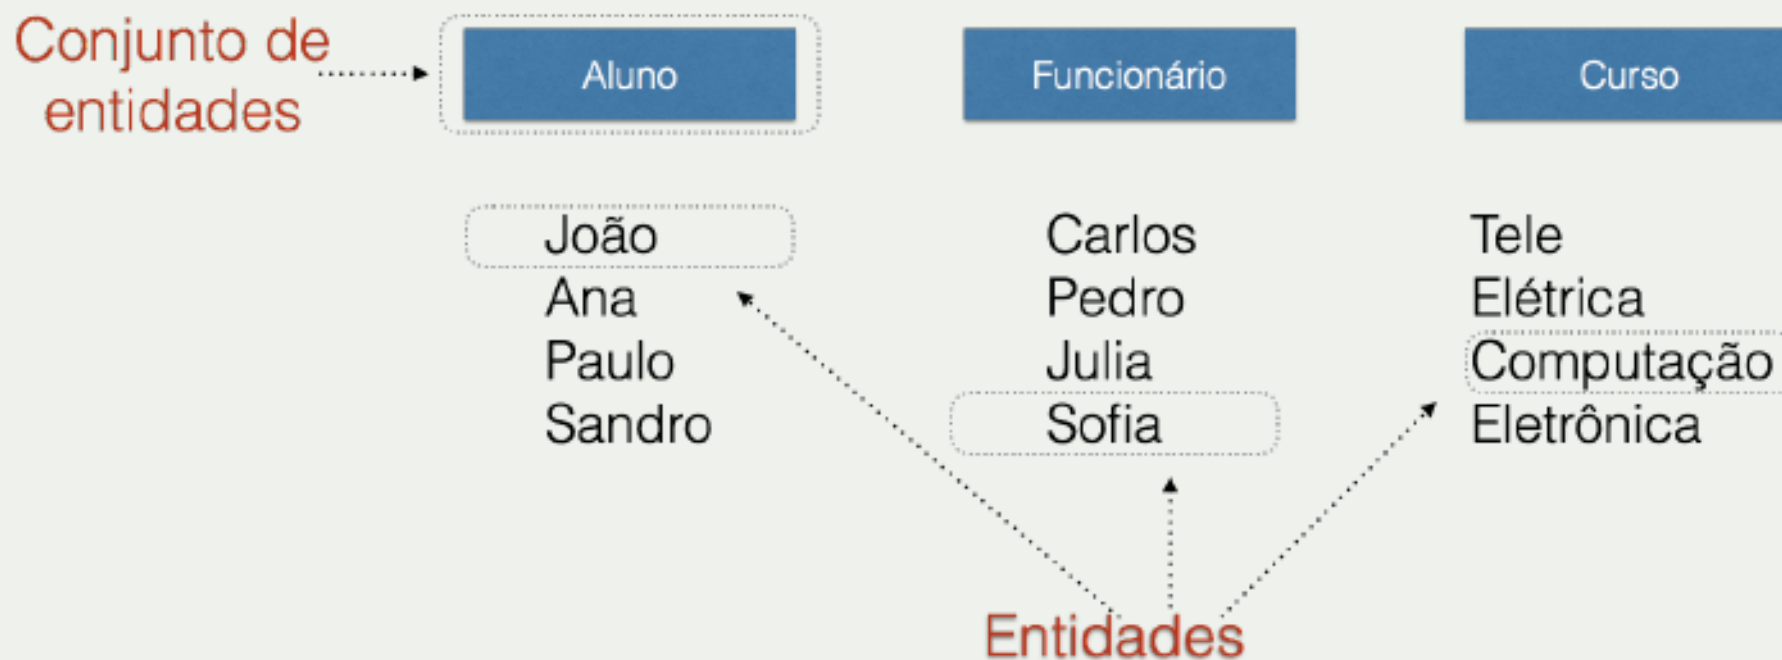 Conjunto de
entidades
Aluno
Funcionário
Curso
João
Ana
Paulo
Sandro
Carlos
Pedro
Julia
Sofia
Tele
Elétrica
Computação
Eletrônica
Entidades